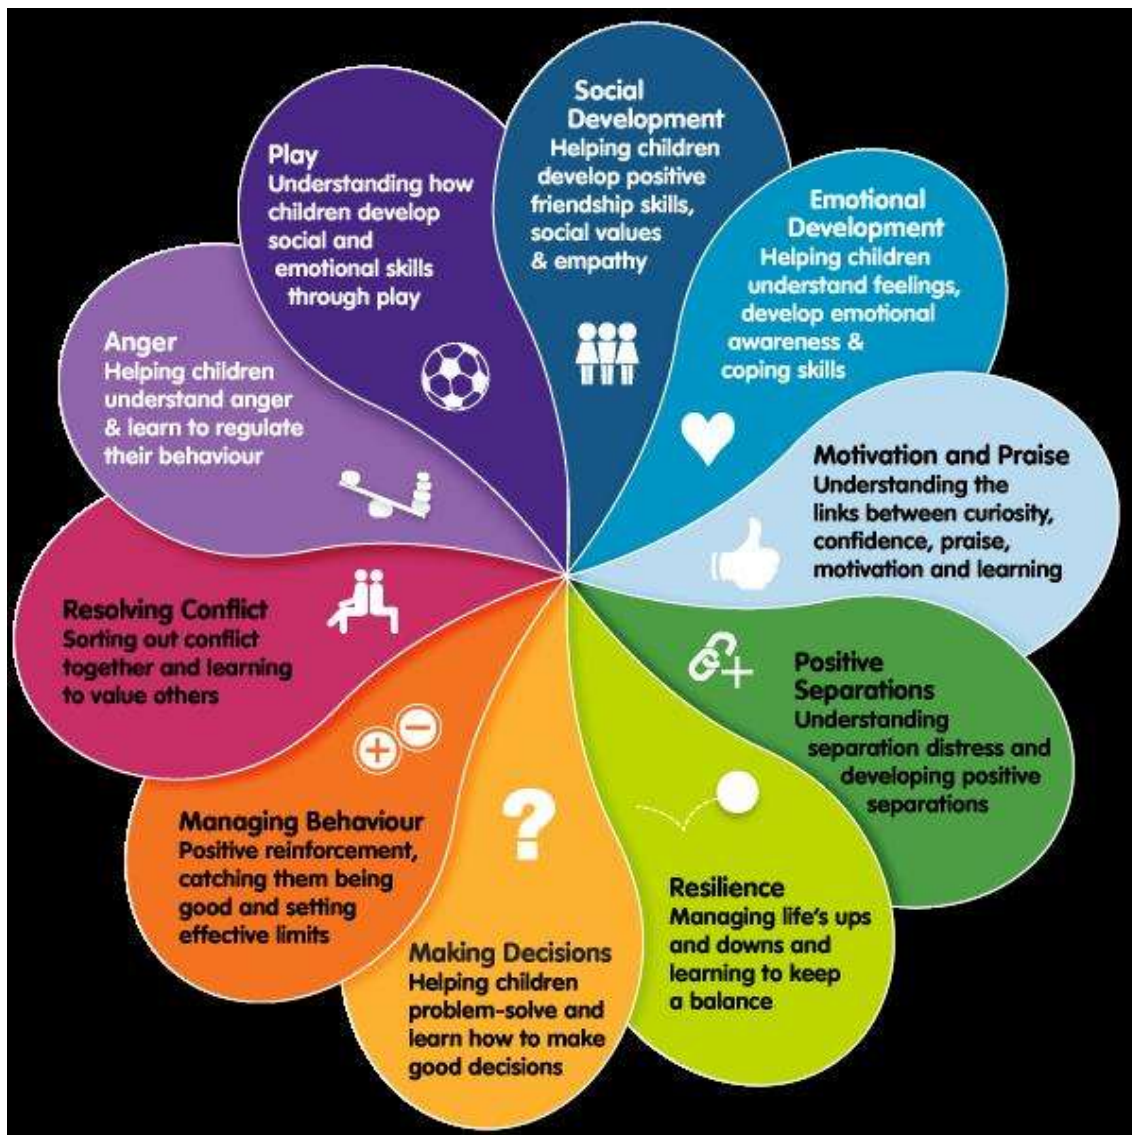 Social
Development
Helping children
develop positive
friendship skills,
social values
& empathy
Emotional
Development
Helping children
understand feelings,
develop emotional
awareness &
coping skills
Motivation and Praise
Understanding the
links between curiosity,
confidence, praise,
motivation and learning
Positive
Separations
Understanding
separation distress and
developing positive
separations
Resilience
Managing life's ups
and downs and
learning to keep
a balance
Making Decisions
Helping children
problem-solve and
learn how to make
good decisions
Managing Behaviour
Positive reinforcement,
catching them being
good and setting
effective limits
Resolving Conflict
Sorting out conflict
together and learning
to value others
Anger
Helping children
understand anger
& learn to regulate
their behaviour
Play
Understanding how
children develop
social and
emotional skills
through play